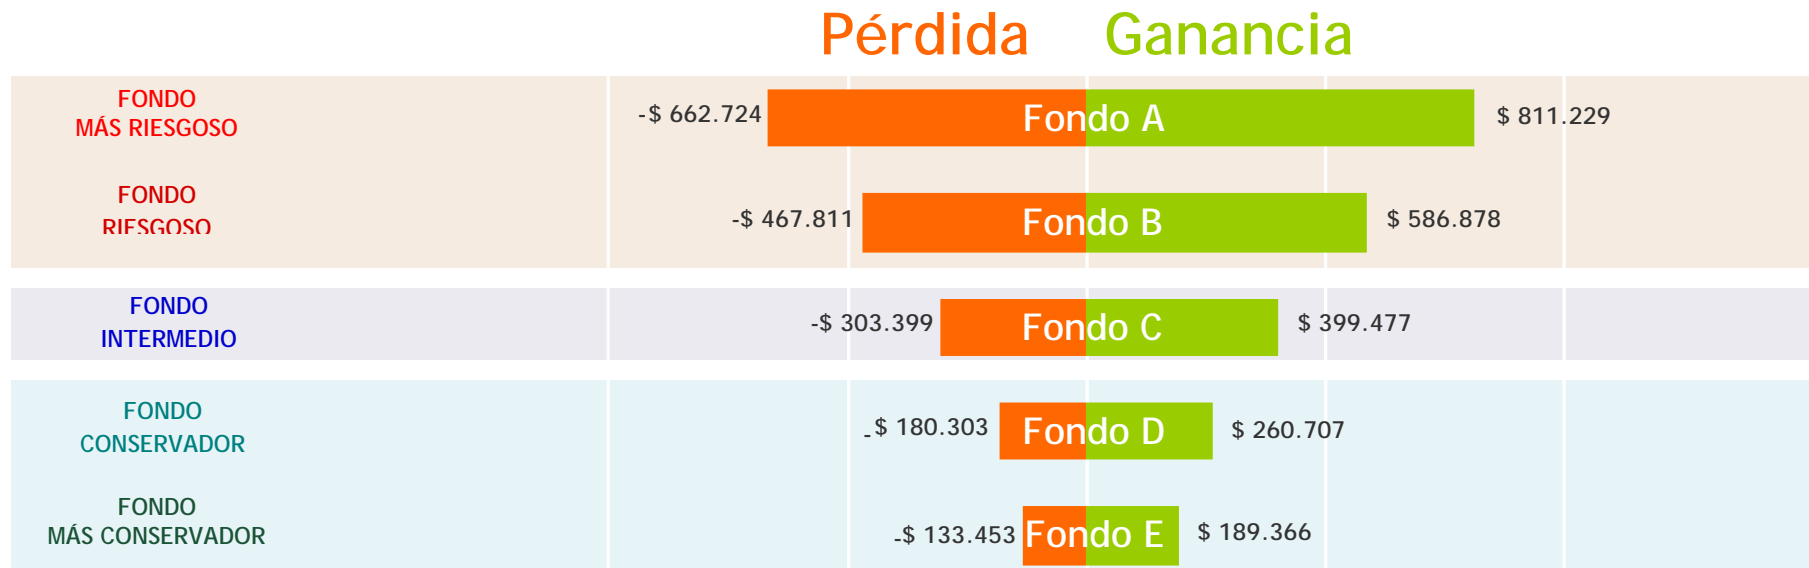 Pérdida Ganancia
FONDO
MÁS RIESGOSO
-$ 662.724 Fondo A $ 811.229
FONDO
RIESGOSO
-$ 467.811 Fondo B $ 586.878
FONDO
INTERMEDIO
-$ 303.399 Fondo C $ 399.477
FONDO
CONSERVADOR
-$ 180.303 Fondo D $ 260.707
FONDO
MÁS CONSERVADOR
-$ 133.453 Fondo E $ 189.366